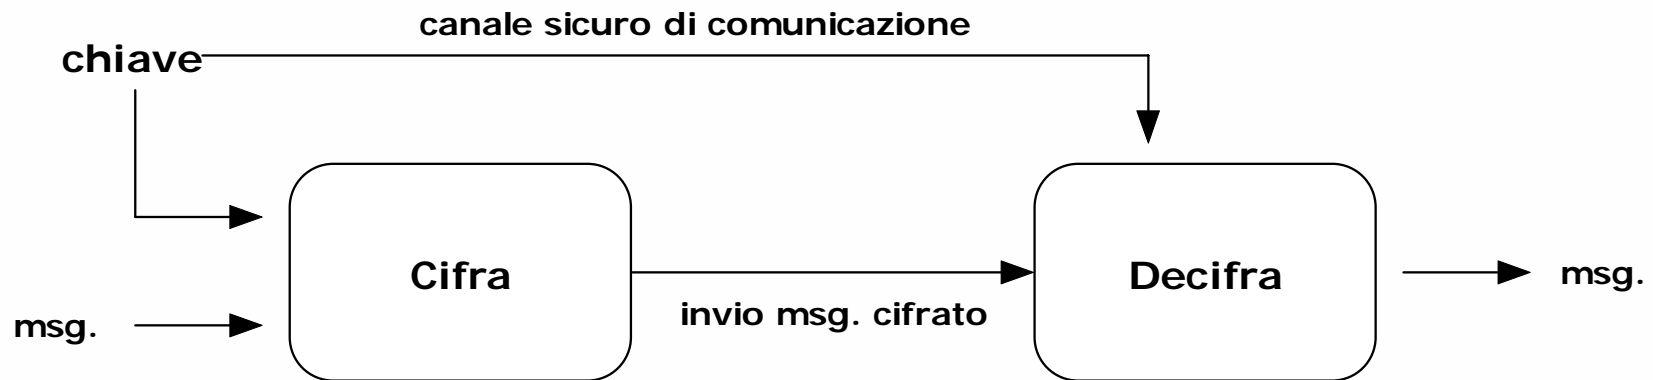 canale sicuro di comunicazione
chiave
Cifra
Decifra
msg.
invio msg. cifrato
msg.